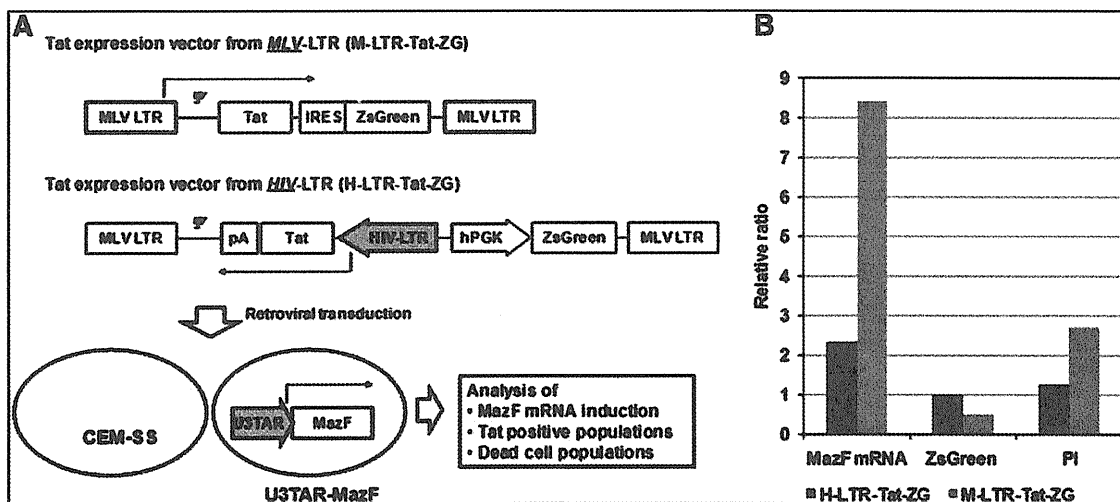 A
Tat expression vector from MLV-LTR (M-LTR-Tat-ZG)
MLV LTR
Tat
IRES
ZsGreen
MLV LTR
Tat expression vector from HIV-LTR (H-LTR-Tat-ZG)
MLV LTR
pA
Tat
HIV-LTR
hPGK
ZsGreen
MLV LTR
Retroviral transduction
CEM-SS
U3TAR
MazF
U3TAR-MazF
Analysis of
• MazF mRNA induction
• Tat positive populations
• Dead cell populations
B
Relative ratio
9
8
7
6
5
4
3
2
1
0
MazF mRNA
ZsGreen
PI
H-LTR-Tat-ZG
M-LTR-Tat-ZG